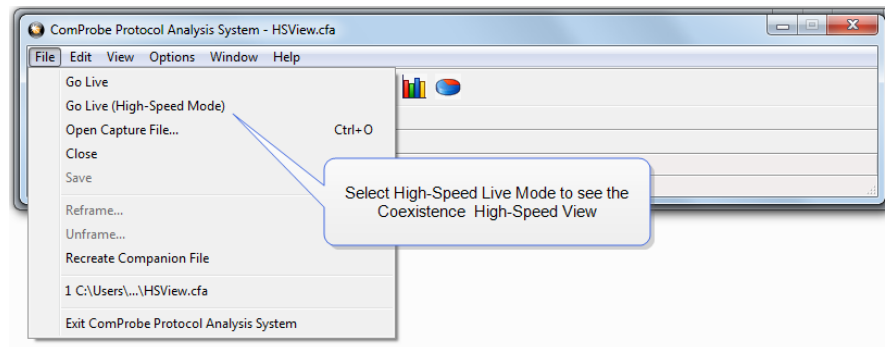 ComProbe Protocol Analysis System - HSView.cfa
File Edit View Options Window Help
Go Live
Go Live (High-Speed Mode)
Open Capture File... Ctrl+O
Close
Save
Reframe...
Unframe...
Recreate Companion File
1 C:\Users\...\HSView.cfa
Exit ComProbe Protocol Analysis System
Select High-Speed Live Mode to see the
Coexistence High-Speed View